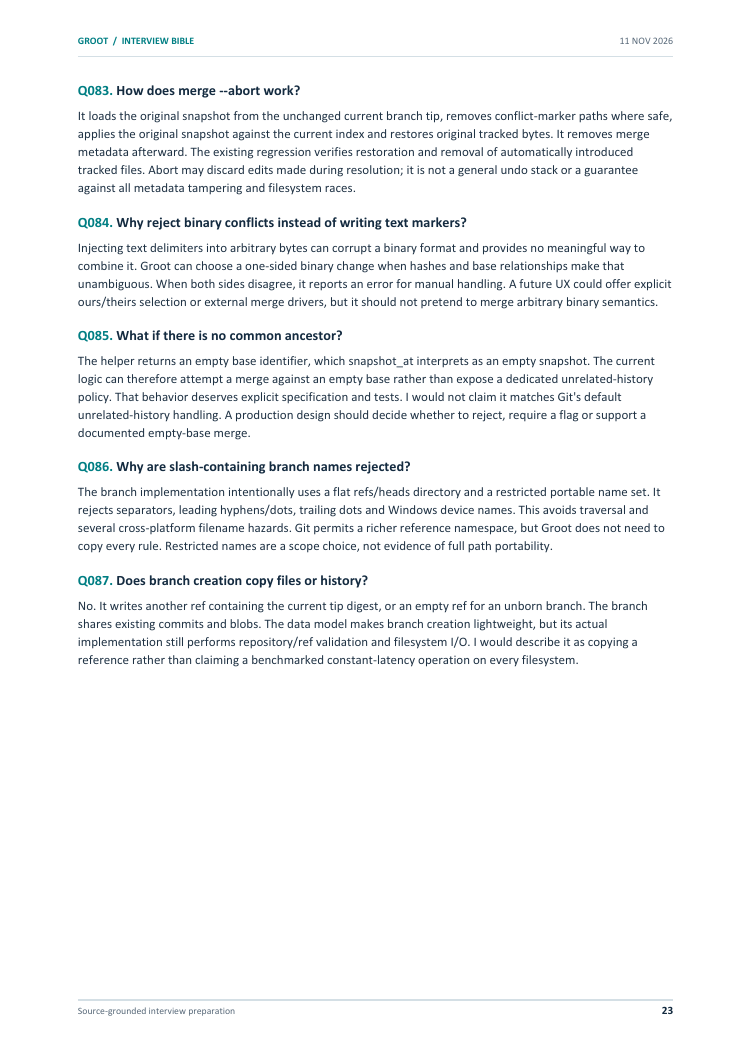 GROOT / INTERVIEW BIBLE
11 NOV 2026
Q083. How does merge --abort work?
It loads the original snapshot from the unchanged current branch tip, removes conflict-marker paths where safe,
applies the original snapshot against the current index and restores original tracked bytes. It removes merge
metadata afterward. The existing regression verifies restoration and removal of automatically introduced
tracked files. Abort may discard edits made during resolution; it is not a general undo stack or a guarantee
against all metadata tampering and filesystem races.
Q084. Why reject binary conflicts instead of writing text markers?
Injecting text delimiters into arbitrary bytes can corrupt a binary format and provides no meaningful way to
combine it. Groot can choose a one-sided binary change when hashes and base relationships make that
unambiguous. When both sides disagree, it reports an error for manual handling. A future UX could offer explicit
ours/theirs selection or external merge drivers, but it should not pretend to merge arbitrary binary semantics.
Q085. What if there is no common ancestor?
The helper returns an empty base identifier, which snapshot_at interprets as an empty snapshot. The current
logic can therefore attempt a merge against an empty base rather than expose a dedicated unrelated-history
policy. That behavior deserves explicit specification and tests. I would not claim it matches Git's default
unrelated-history handling. A production design should decide whether to reject, require a flag or support a
documented empty-base merge.
Q086. Why are slash-containing branch names rejected?
The branch implementation intentionally uses a flat refs/heads directory and a restricted portable name set. It
rejects separators, leading hyphens/dots, trailing dots and Windows device names. This avoids traversal and
several cross-platform filename hazards. Git permits a richer reference namespace, but Groot does not need to
copy every rule. Restricted names are a scope choice, not evidence of full path portability.
Q087. Does branch creation copy files or history?
No. It writes another ref containing the current tip digest, or an empty ref for an unborn branch. The branch
shares existing commits and blobs. The data model makes branch creation lightweight, but its actual
implementation still performs repository/ref validation and filesystem I/O. I would describe it as copying a
reference rather than claiming a benchmarked constant-latency operation on every filesystem.
Source-grounded interview preparation
23